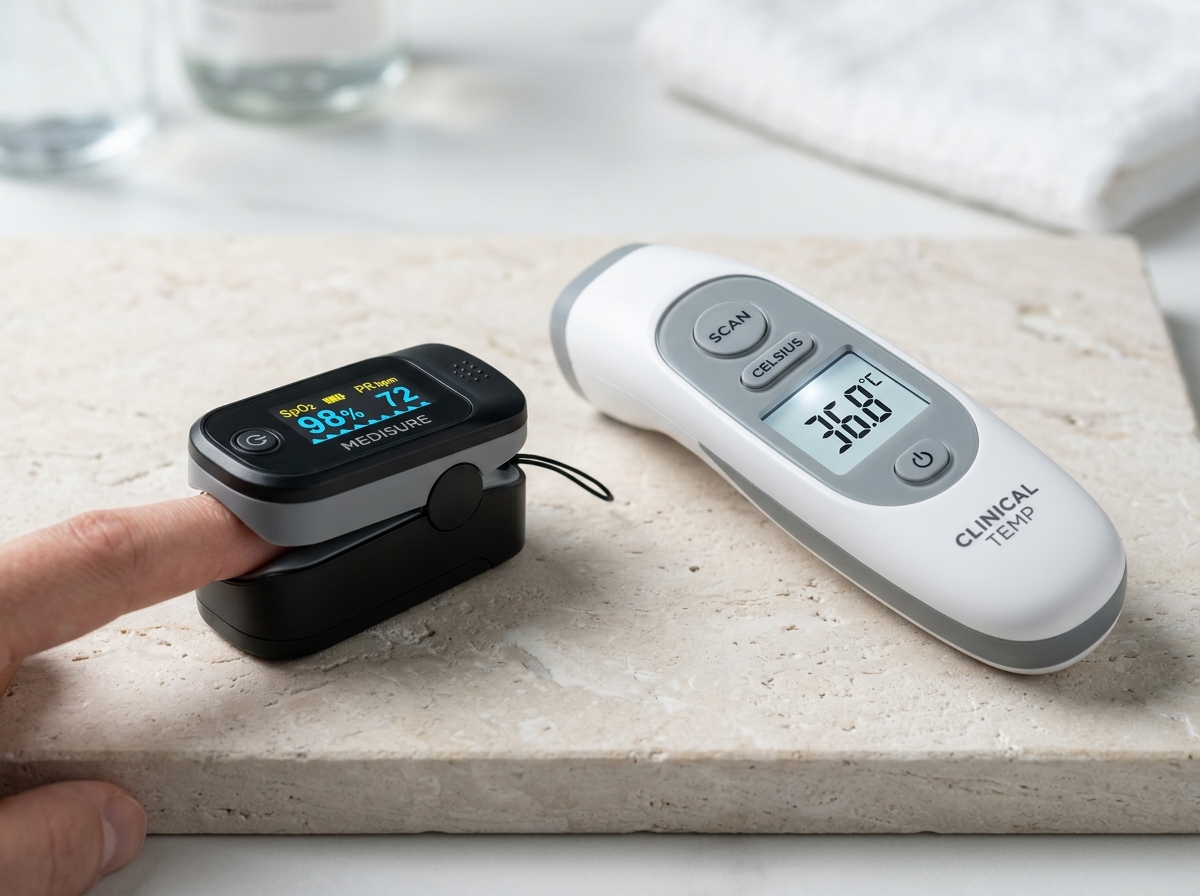 SpO₂ PR bpm
98% 72
MEDISURE
SCAN
CELSIUS
36.8°C
CLINICAL
TEMP